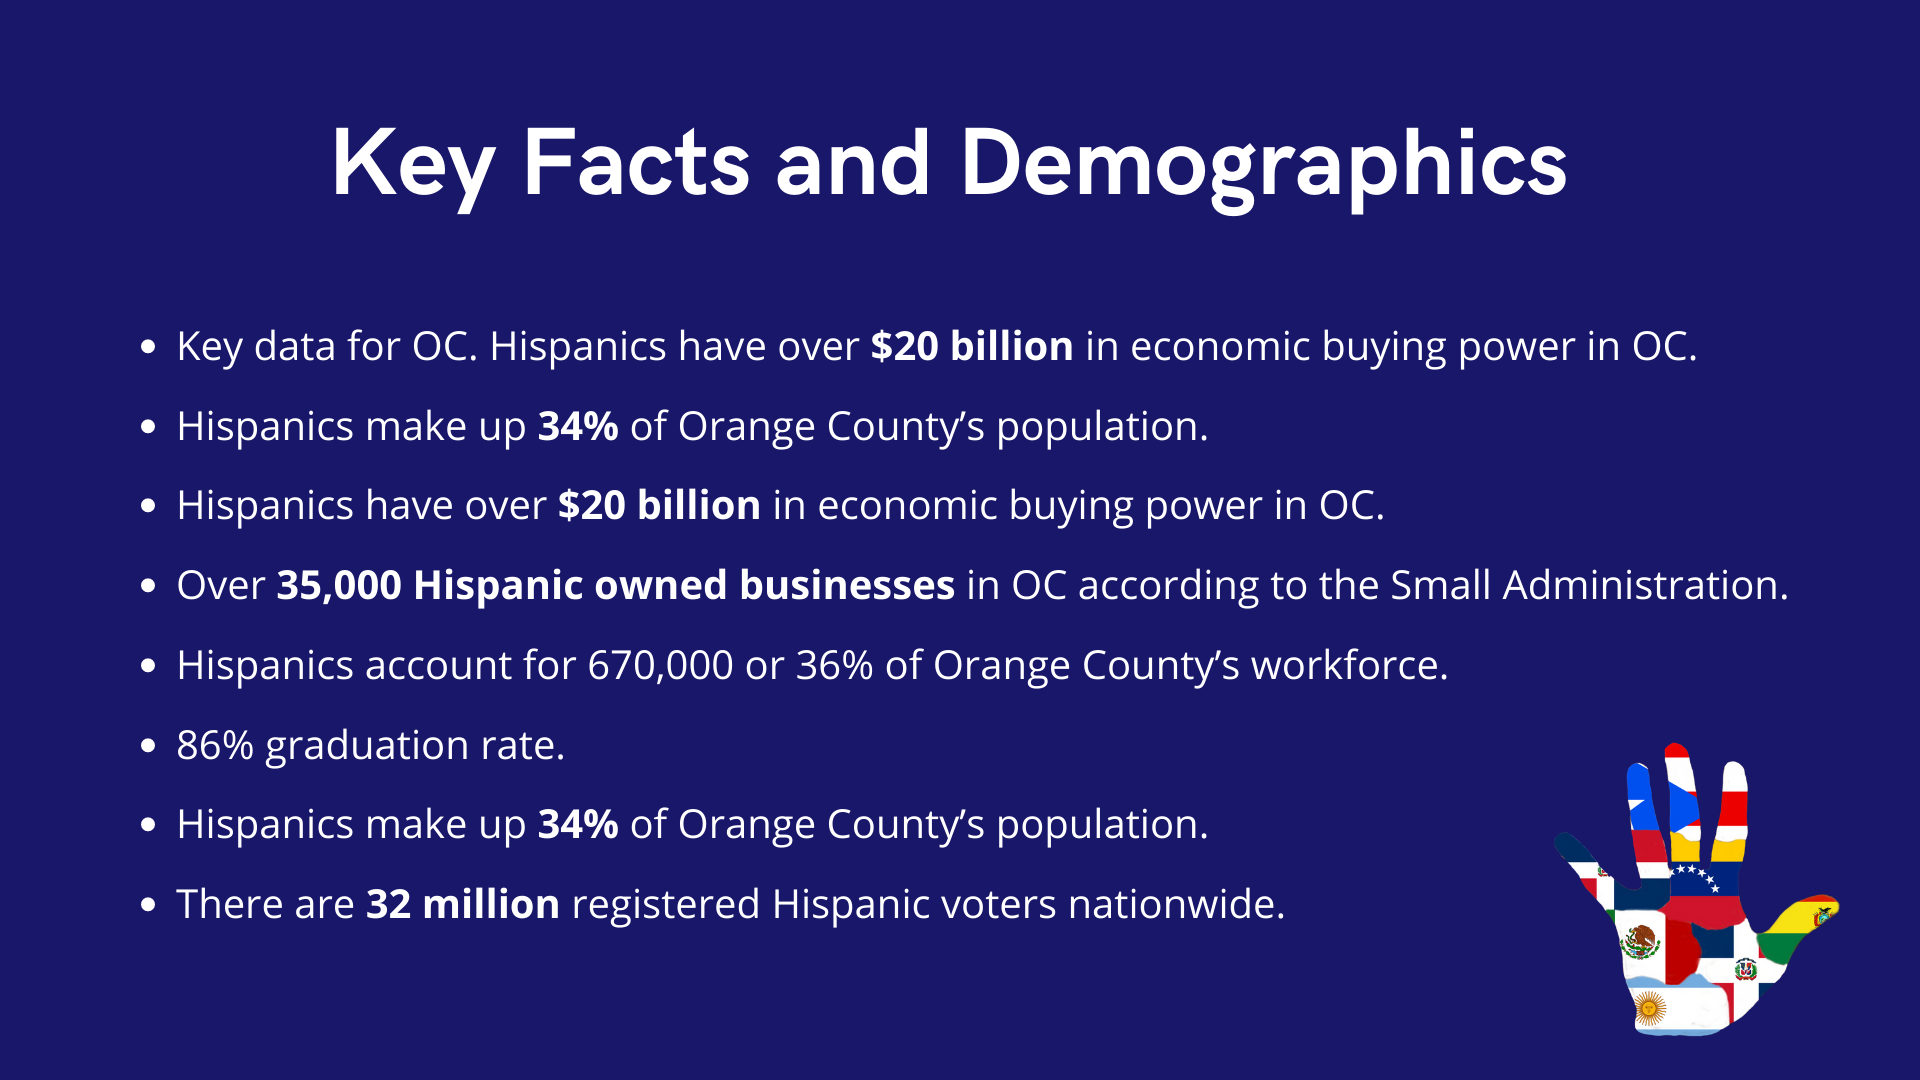 Key Facts and Demographics
• Key data for OC. Hispanics have over $20 billion in economic buying power in OC.
• Hispanics make up 34% of Orange County’s population.
• Hispanics have over $20 billion in economic buying power in OC.
• Over 35,000 Hispanic owned businesses in OC according to the Small Administration.
• Hispanics account for 670,000 or 36% of Orange County’s workforce.
• 86% graduation rate.
• Hispanics make up 34% of Orange County’s population.
• There are 32 million registered Hispanic voters nationwide.